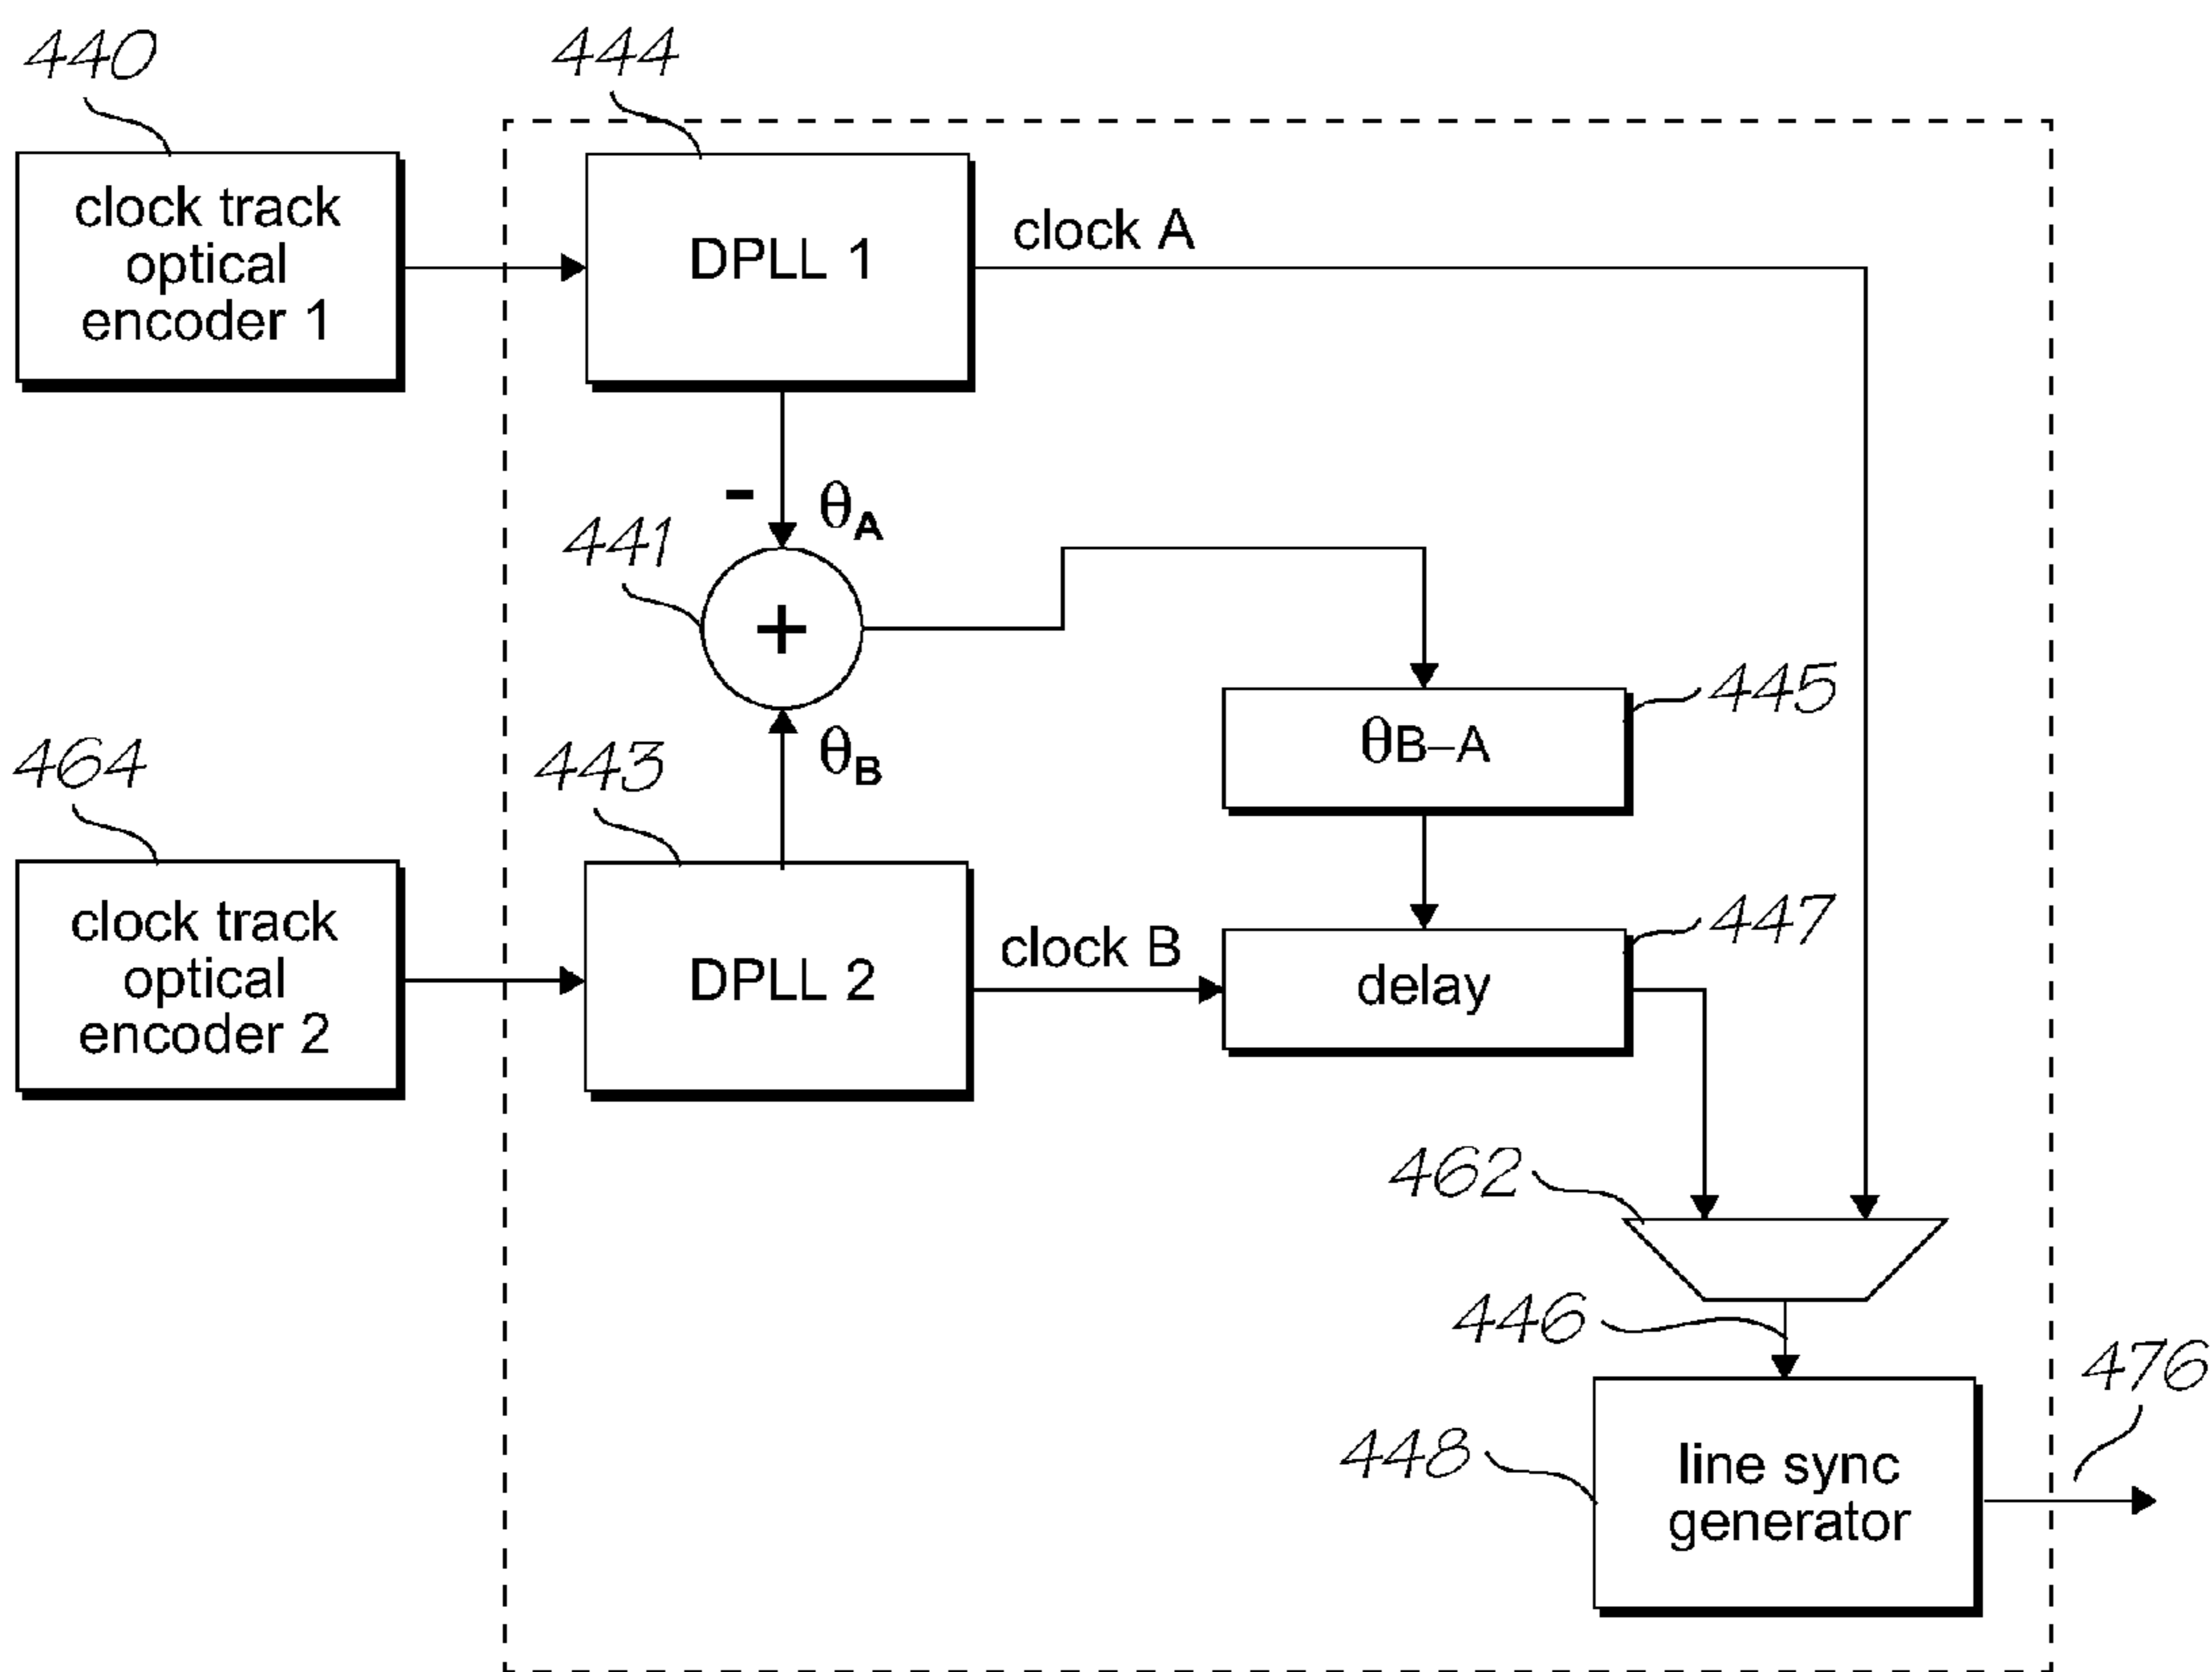 440
444
clock track
optical
encoder 1
DPLL 1
clock A
-
θA
441
+
445
θB–A
464
443
θB
clock track
optical
encoder 2
DPLL 2
clock B
447
delay
462
446
476
448
line sync
generator